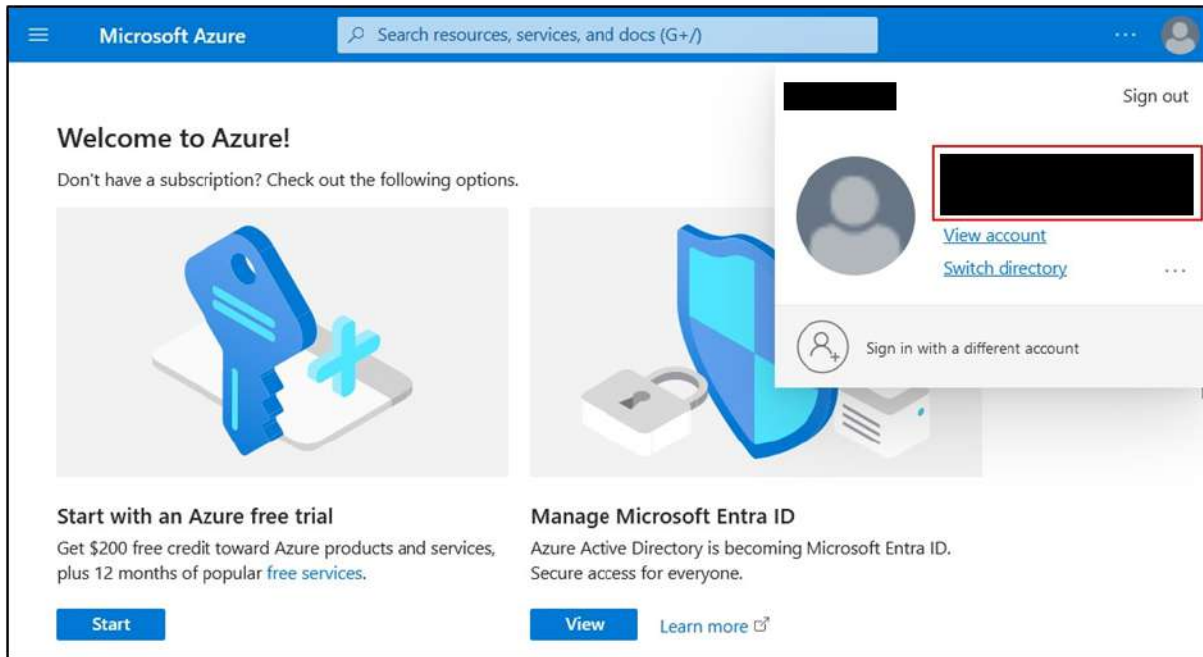 Microsoft Azure
Search resources, services, and docs (G+/)
...
Sign out
View account
Switch directory
...
Sign in with a different account
Welcome to Azure!
Don't have a subscription? Check out the following options.
Start with an Azure free trial
Get $200 free credit toward Azure products and services,
plus 12 months of popular free services.
Start
Manage Microsoft Entra ID
Azure Active Directory is becoming Microsoft Entra ID.
Secure access for everyone.
View
Learn more